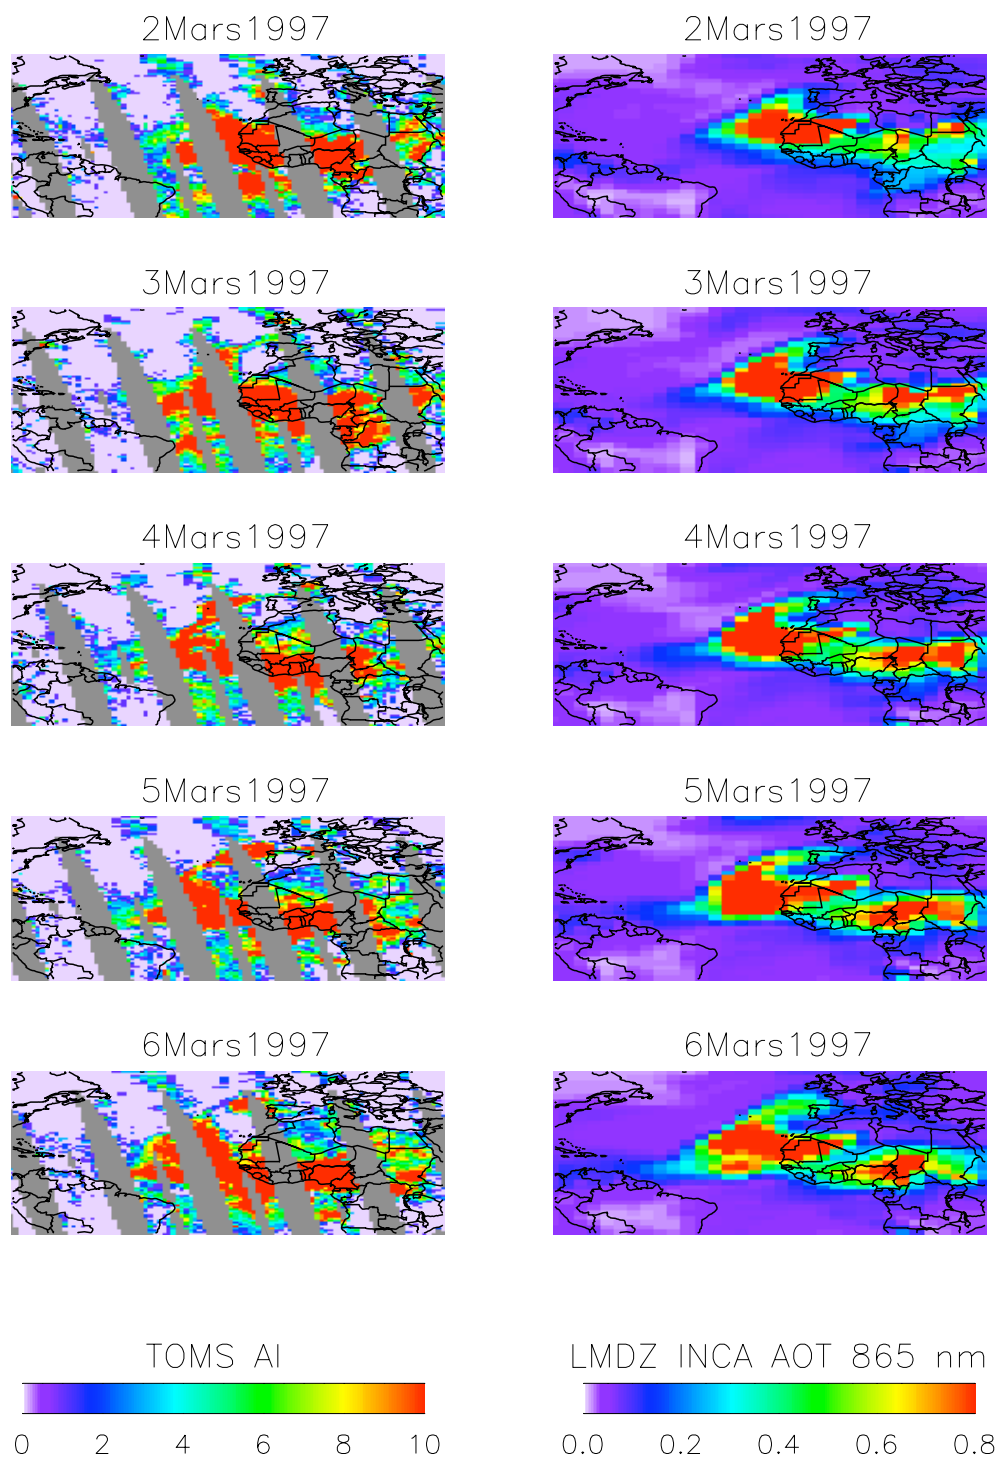 2Mars1997 2Mars1997
3Mars1997 3Mars1997
4Mars1997 4Mars1997
5Mars1997 5Mars1997
6Mars1997 6Mars1997
TOMS AI LMDZ INCA AOT 865 nm
0 2 4 6 8 10 0.0 0.2 0.4 0.6 0.8